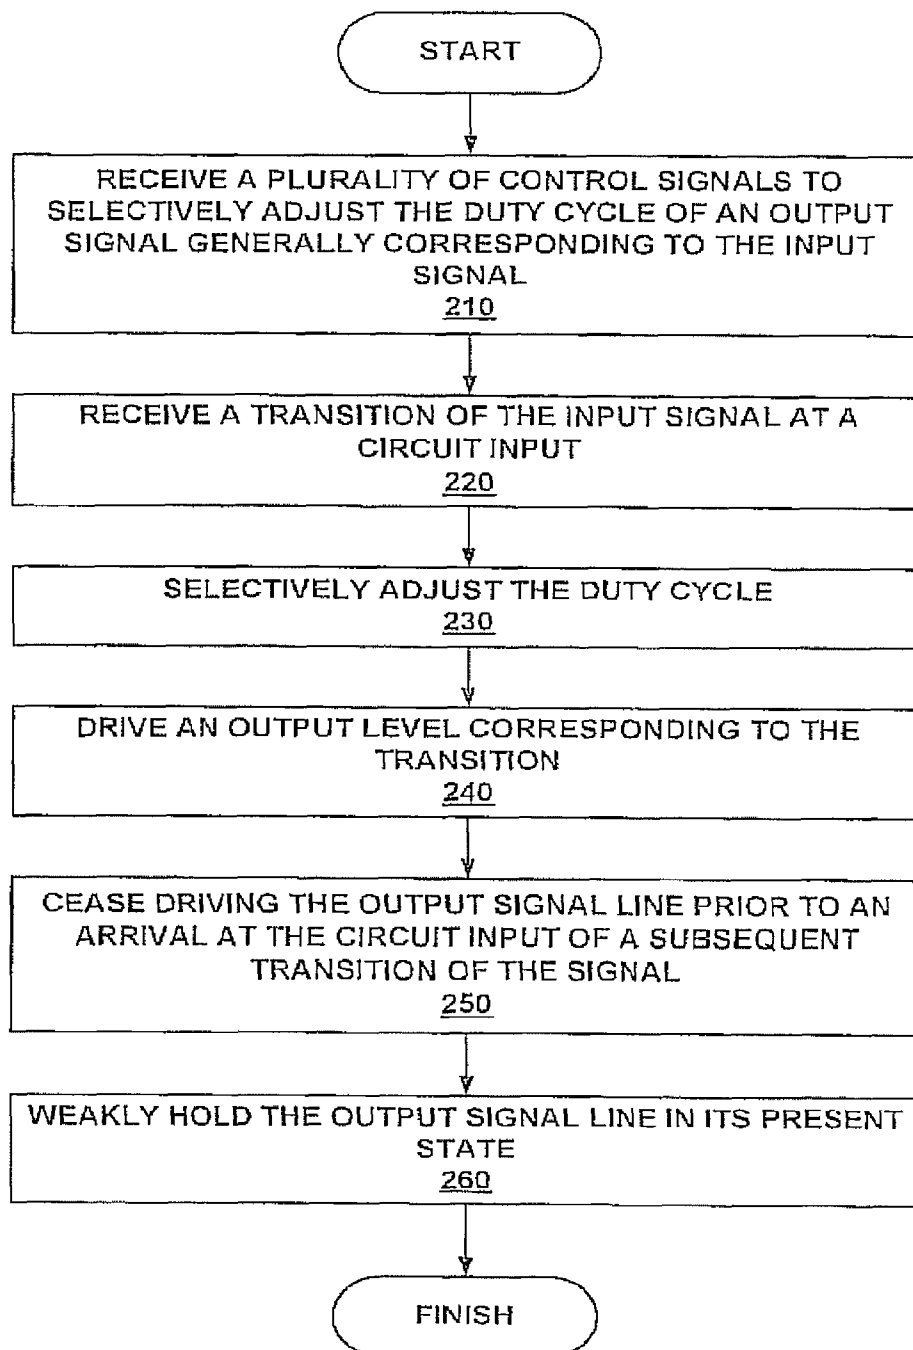 START
RECEIVE A PLURALITY OF CONTROL SIGNALS TO
SELECTIVELY ADJUST THE DUTY CYCLE OF AN OUTPUT
SIGNAL GENERALLY CORRESPONDING TO THE INPUT
SIGNAL
210
RECEIVE A TRANSITION OF THE INPUT SIGNAL AT A
CIRCUIT INPUT
220
SELECTIVELY ADJUST THE DUTY CYCLE
230
DRIVE AN OUTPUT LEVEL CORRESPONDING TO THE
TRANSITION
240
CEASE DRIVING THE OUTPUT SIGNAL LINE PRIOR TO AN
ARRIVAL AT THE CIRCUIT INPUT OF A SUBSEQUENT
TRANSITION OF THE SIGNAL
250
WEAKLY HOLD THE OUTPUT SIGNAL LINE IN ITS PRESENT
STATE
260
FINISH